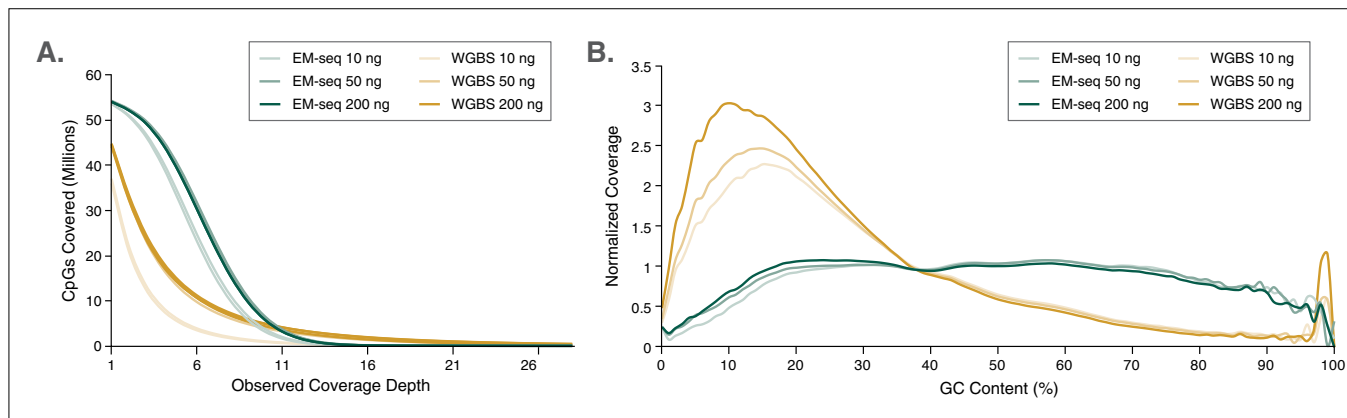 A.
EM-seq 10 ng WGBS 10 ng
EM-seq 50 ng WGBS 50 ng
EM-seq 200 ng WGBS 200 ng
CpGs Covered (Millions)
60
50
40
30
20
10
0
1 6 11 16 21 26
Observed Coverage Depth
B.
EM-seq 10 ng WGBS 10 ng
EM-seq 50 ng WGBS 50 ng
EM-seq 200 ng WGBS 200 ng
Normalized Coverage
3.5
3
2.5
2
1.5
1
0.5
0
0 10 20 30 40 50 60 70 80 90 100
GC Content (%)